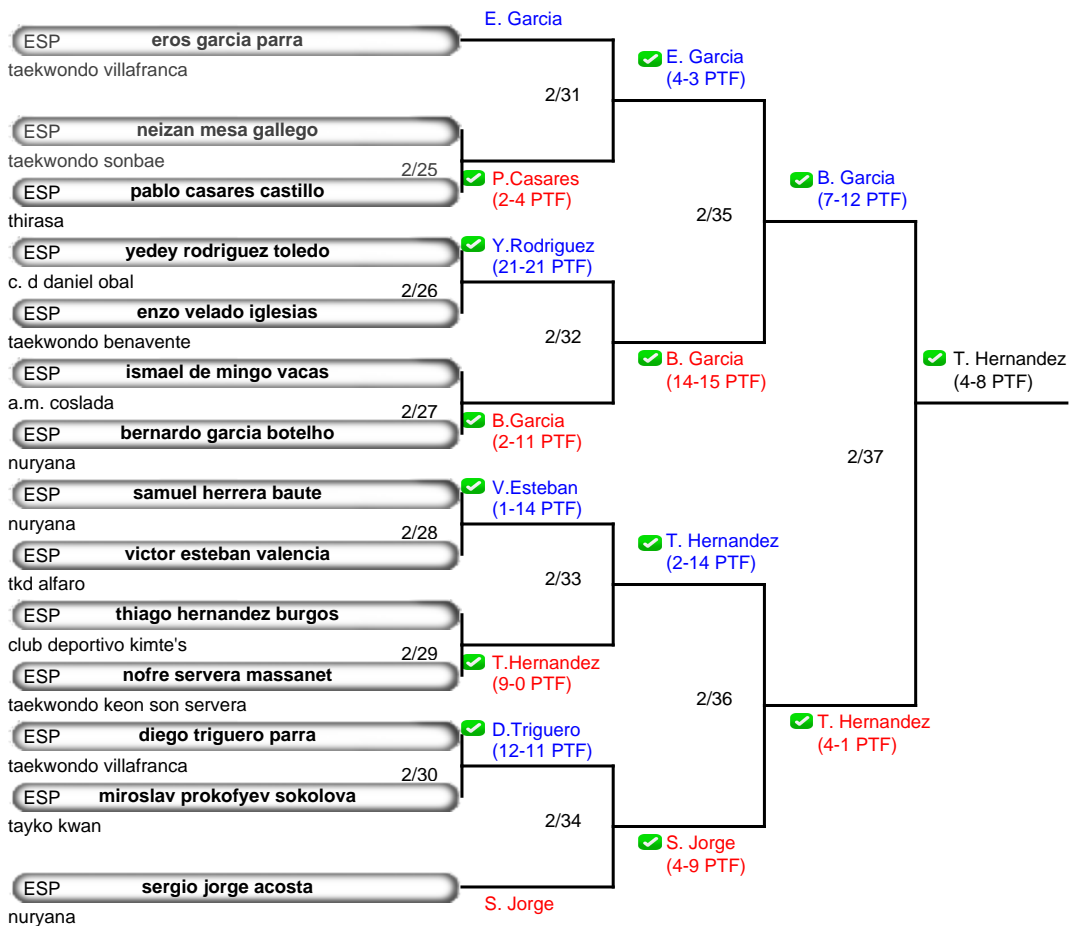 E. Garcia
ESP eros garcia parra
taekwondo villafranca
E. Garcia
(4-3 PTF)
2/31
ESP neizan mesa gallego
taekwondo sonbae
2/25
ESP pablo casares castillo
thirasa
P.Casares
(2-4 PTF)
B. Garcia
(7-12 PTF)
2/35
ESP yedey rodriguez toledo
c. d daniel obal
Y.Rodriguez
(21-21 PTF)
2/26
ESP enzo velado iglesias
taekwondo benavente
2/32
ESP ismael de mingo vacas
a.m. coslada
B. Garcia
(14-15 PTF)
T. Hernandez
(4-8 PTF)
2/27
ESP bernardo garcia botelho
nuryana
B.Garcia
(2-11 PTF)
2/37
ESP samuel herrera baute
nuryana
V.Esteban
(1-14 PTF)
2/28
ESP victor esteban valencia
tkd alfaro
T. Hernandez
(2-14 PTF)
2/33
ESP thiago hernandez burgos
club deportivo kimte's
2/29
ESP nofre servera massanet
taekwondo keon son servera
T.Hernandez
(9-0 PTF)
2/36
ESP diego triguero parra
taekwondo villafranca
D.Triguero
(12-11 PTF)
T. Hernandez
(4-1 PTF)
2/30
ESP miroslav prokofyev sokolova
tayko kwan
2/34
S. Jorge
(4-9 PTF)
ESP sergio jorge acosta
nuryana
S. Jorge